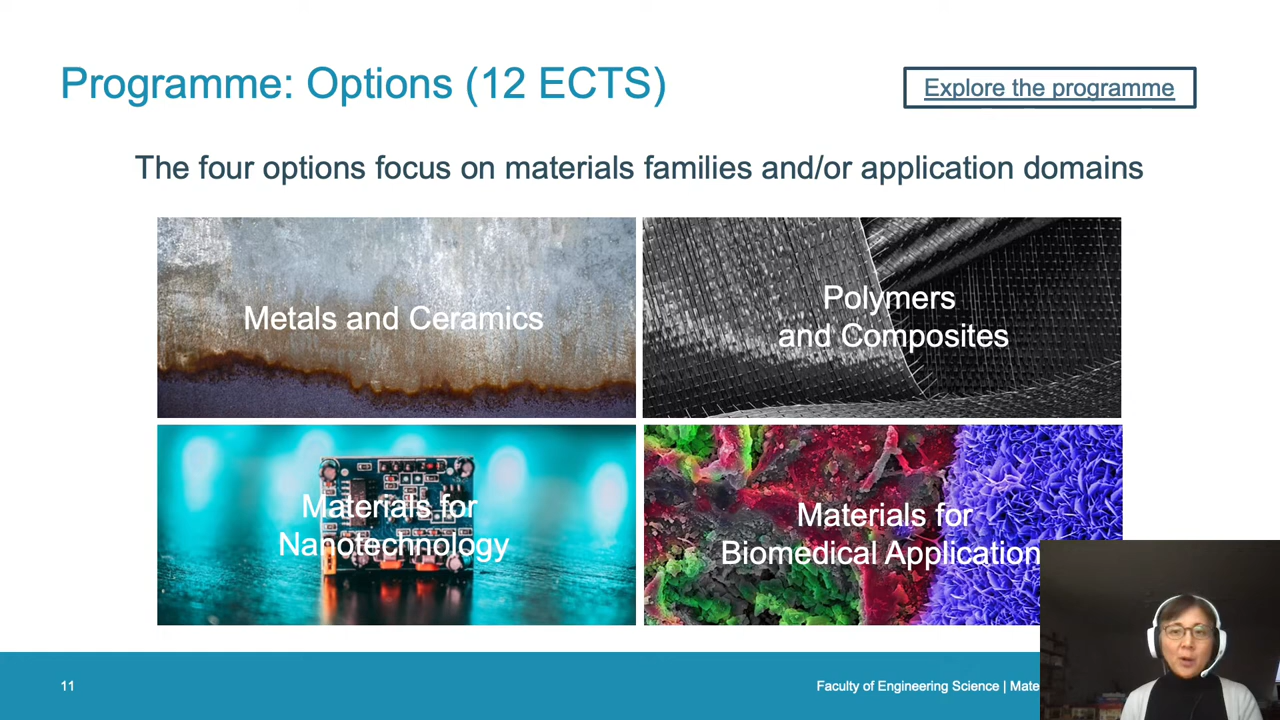 Programme: Options (12 ECTS)
Explore the programme
The four options focus on materials families and/or application domains
Metals and Ceramics
Polymers
and Composites
Materials for
Nanotechnology
Materials for
Biomedical Application
11
Faculty of Engineering Science | Mate